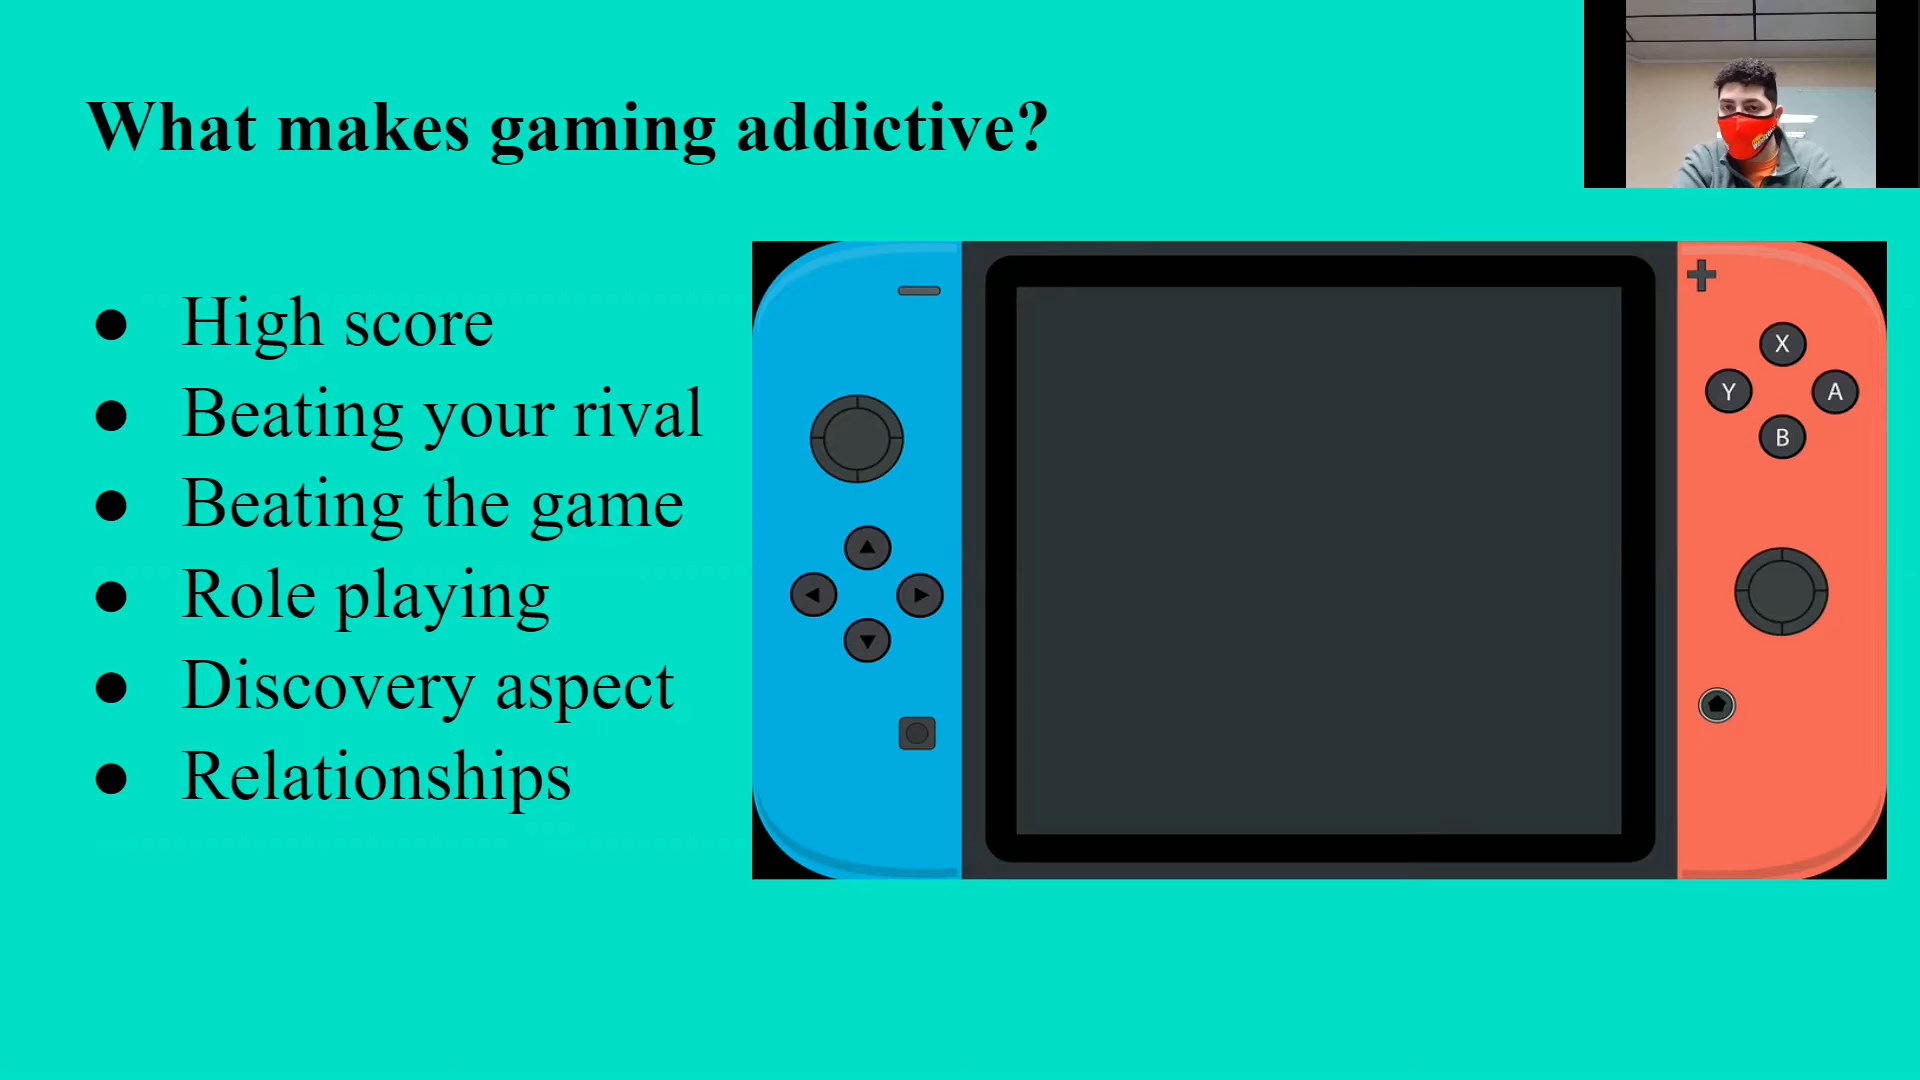 What makes gaming addictive?
● High score
● Beating your rival
● Beating the game
● Role playing
● Discovery aspect
● Relationships
X
Y A
B